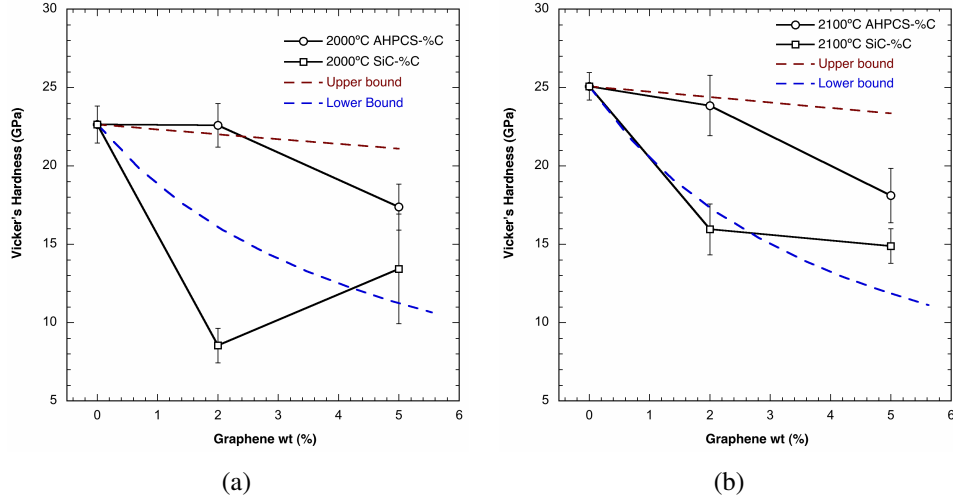 30
25
20
15
10
5
0
1
2
3
4
5
6
Vicker's Hardness (GPa)
Graphene wt (%)
2000ºC AHPCS-%C
2000ºC SiC-%C
Upper bound
Lower Bound
(a)
30
25
20
15
10
5
0
1
2
3
4
5
6
Vicker's Hardness (GPa)
Graphene wt (%)
2100ºC AHPCS-%C
2100ºC SiC-%C
Upper bound
Lower bound
(b)